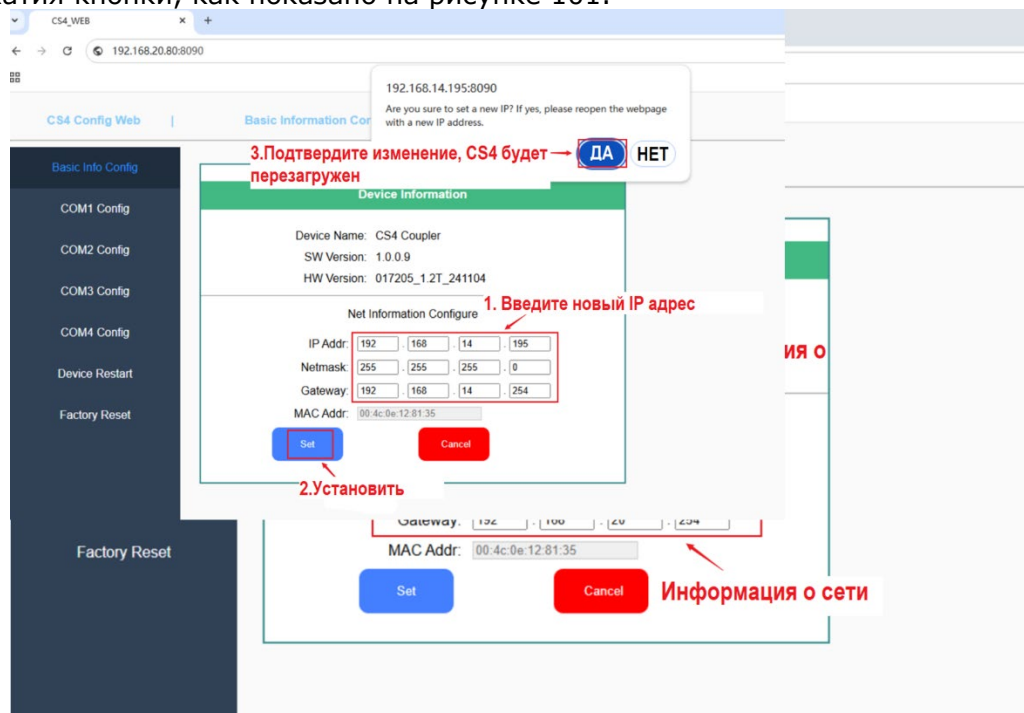 CS4_WEB
192.168.20.80:8090
192.168.14.195:8090
Are you sure to set a new IP? If yes, please reopen the webpage
with a new IP address.
ДА НЕТ
CS4 Config Web | Basic Information
3.Подтвердите изменение, CS4 будет
перезагружен
Basic Info Config
COM1 Config
COM2 Config
COM3 Config
COM4 Config
Device Restart
Factory Reset
Device Information
Device Name: CS4 Coupler
SW Version: 1.0.0.9
HW Version: 017205_1.2T_241104
Net Information Configure
1. Введите новый IP адрес
IP Addr: 192 . 168 . 14 . 195
Netmask: 255 . 255 . 255 . 0
Gateway: 192 . 168 . 14 . 254
MAC Addr: 00:4c:0e:12:81:35
Set Cancel
2.Установить
о
Gateway: 192 . 168 . 20 . 254
Factory Reset
MAC Addr: 00:4c:0e:12:81:35
Set Cancel
Информация о сети